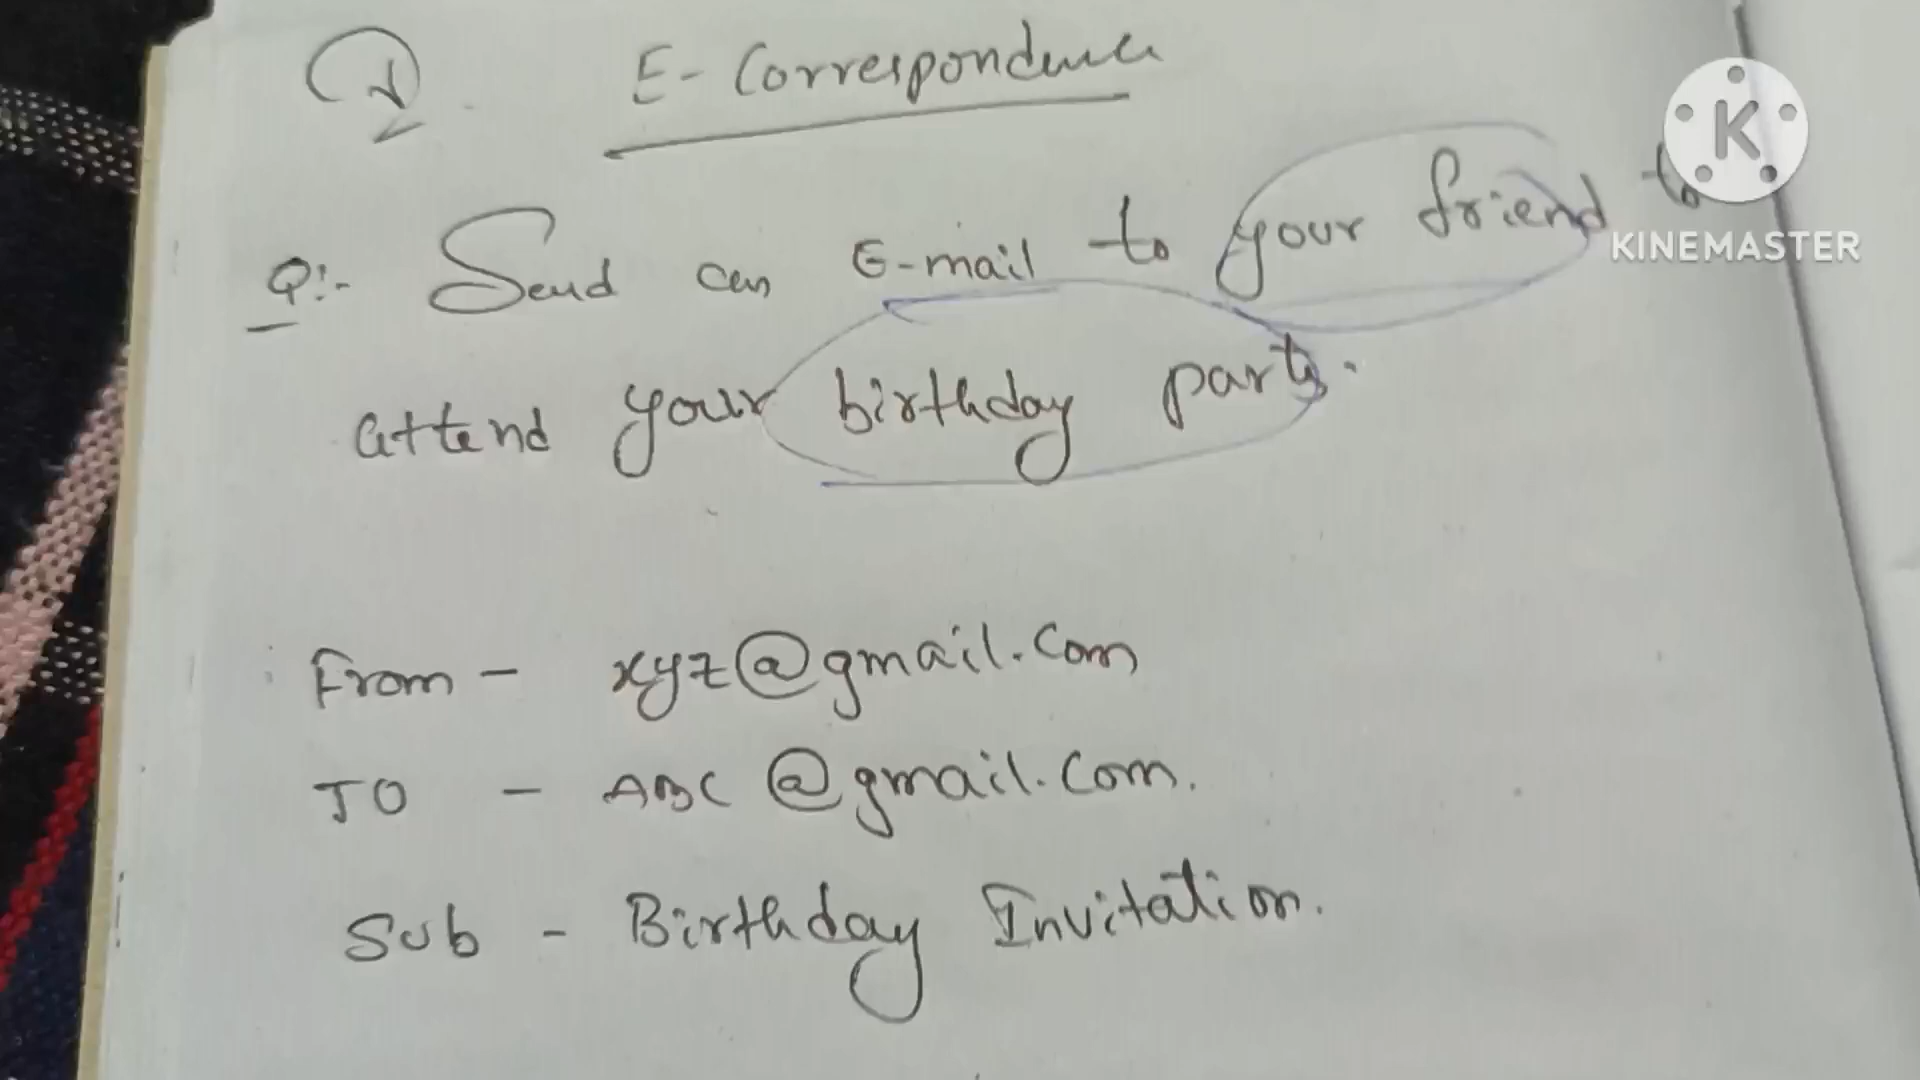 E-Correspondence
Q:- Send an E-mail to your friend to
attend your birthday party.
From - xyz@gmail.com
TO - ABC @gmail.com.
Sub - Birthday Invitation.
K
KINEMASTER